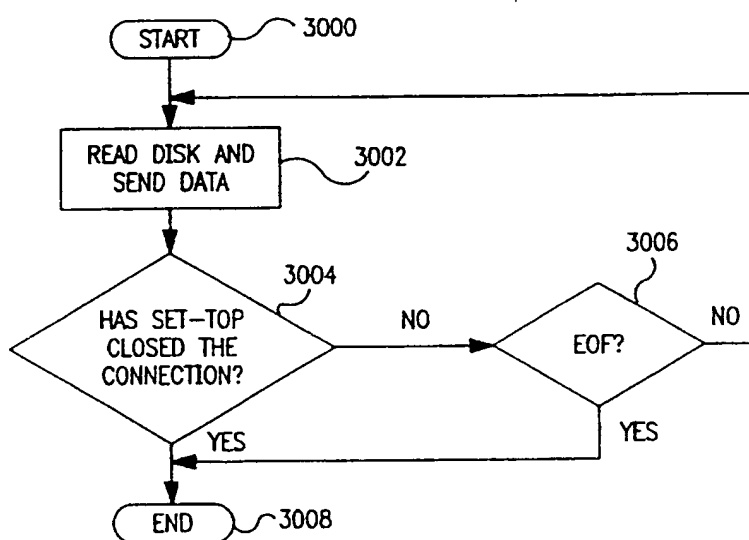 START
3000
READ DISK AND
SEND DATA
3002
HAS SET-TOP
CLOSED THE
CONNECTION?
3004
NO
EOF?
3006
NO
YES
YES
END
3008